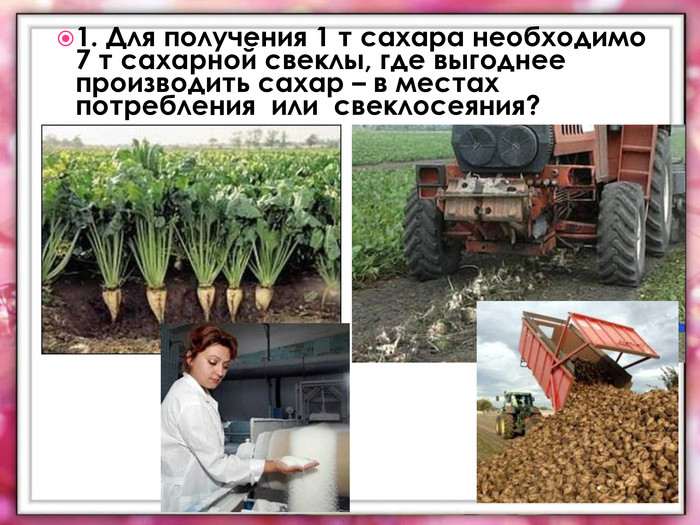 1. Для получения 1 т сахара необходимо
7 т сахарной свеклы, где выгоднее
производить сахар – в местах
потребления или свеклосеяния?